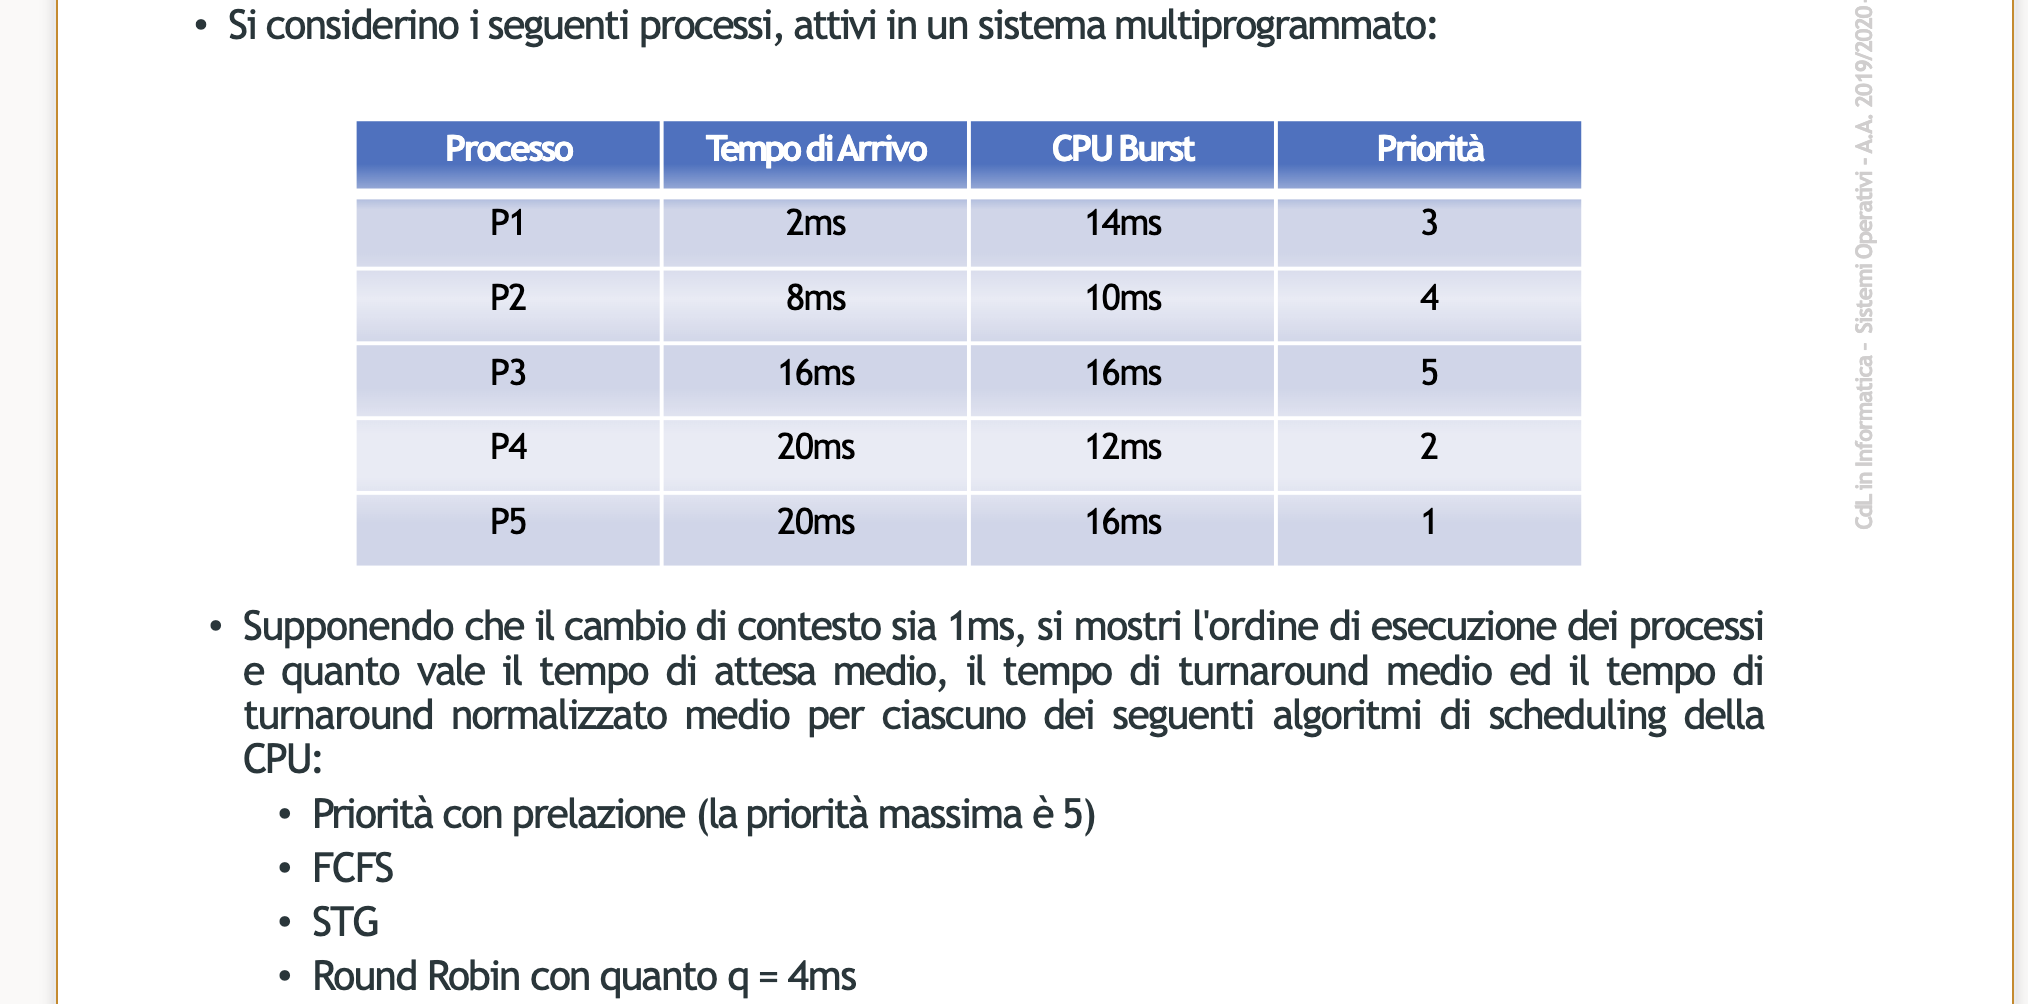 • Si considerino i seguenti processi, attivi in un sistema multiprogrammato:
Processo Tempo di Arrivo CPU Burst Priorità
P1 2ms 14ms 3
P2 8ms 10ms 4
P3 16ms 16ms 5
P4 20ms 12ms 2
P5 20ms 16ms 1
• Supponendo che il cambio di contesto sia 1ms, si mostri l'ordine di esecuzione dei processi
e quanto vale il tempo di attesa medio, il tempo di turnaround medio ed il tempo di
turnaround normalizzato medio per ciascuno dei seguenti algoritmi di scheduling della
CPU:
• Priorità con prelazione (la priorità massima è 5)
• FCFS
• STG
• Round Robin con quanto q = 4ms
CdL in Informatica - Sistemi Operativi - A.A. 2019/2020